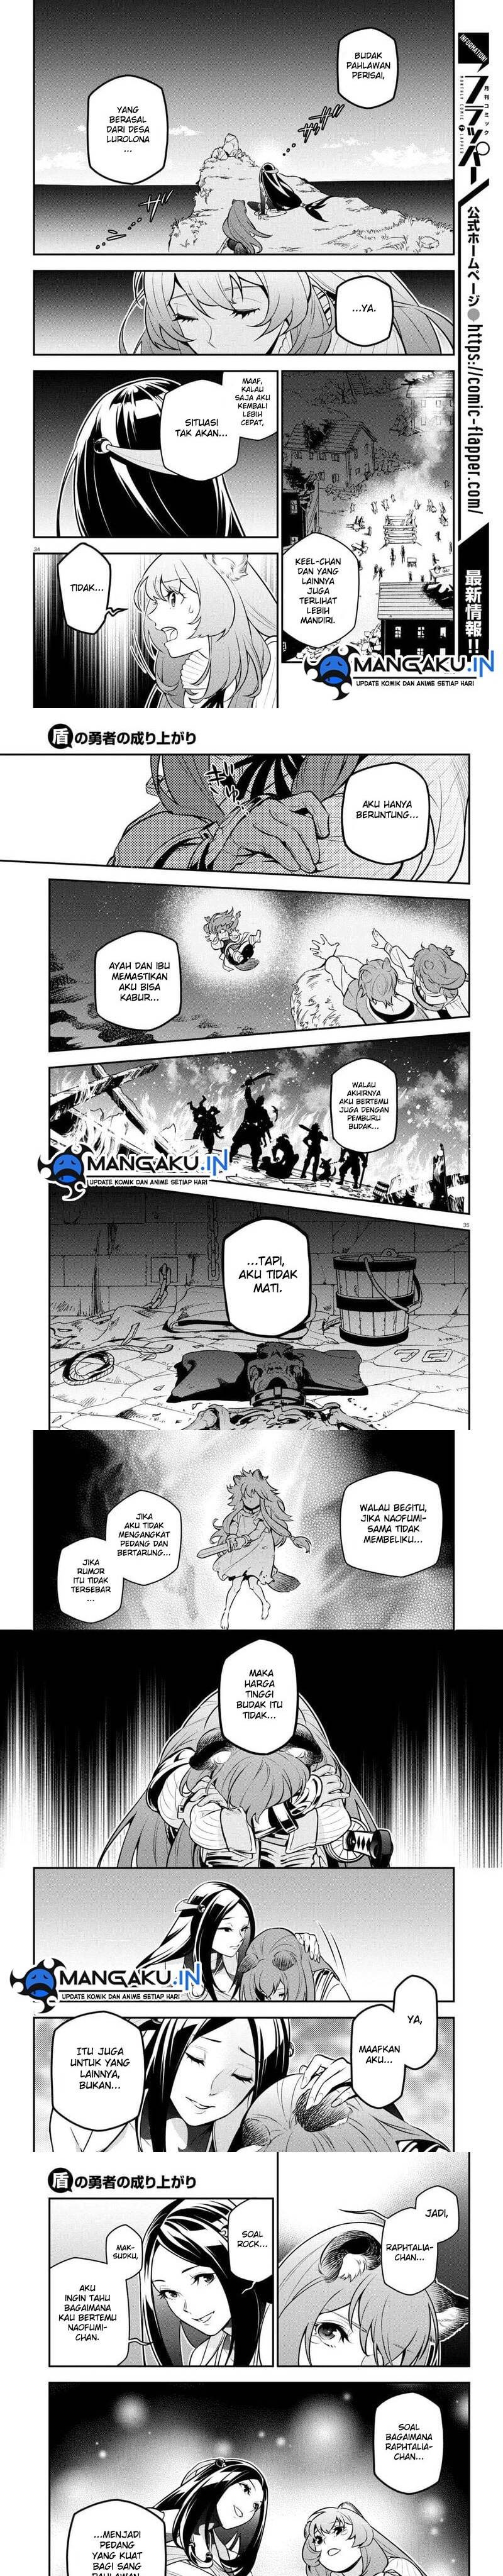 INFORMATION!
月刊コミック
フラッパー
MONTHLY COMIC FLAPPER
公式ホームページ●https://comic-flapper.com/
最新情報!!
BUDAK
PAHLAWAN
PERISAI,
YANG
BERASAL
DARI DESA
LUROLONA
...
...YA.
MAAF,
KALAU
SAJA AKU
KEMBALI
LEBIH
CEPAT,
SITUASI
TAK AKAN...
KEEL-CHAN
DAN YANG
LAINNYA
JUGA
TERLIHAT
LEBIH
MANDIRI.
34
TIDAK...
MANGAKU.IN
UPDATE KOMIK DAN ANIME SETIAP HARI
盾の勇者の成り上がり
AKU HANYA
BERUNTUNG...
AYAH DAN IBU
MEMASTIKAN
AKU BISA
KABUR...
WALAU
AKHIRNYA
AKU BERTEMU
JUGA DENGAN
PEMBURU
BUDAK...
MANGAKU.IN
UPDATE KOMIK DAN ANIME SETIAP HARI
35
...TAPI,
AKU TIDAK
MATI.
WALAU BEGITU,
JIKA NAOFUMI-
SAMA TIDAK
MEMBELIKU...
JIKA
AKU TIDAK
MENGANGKAT
PEDANG DAN
BERTARUNG...
JIKA
RUMOR
ITU TIDAK
TERSEBAR
...
MAKA
HARGA
TINGGI
BUDAK ITU
TIDAK...
MANGAKU.IN
UPDATE KOMIK DAN ANIME SETIAP HARI
YA,
MAAFKAN
AKU...
ITU JUGA
UNTUK YANG
LAINNYA,
BUKAN...
盾の勇者の成り上がり
JADI,
RAPHTALIA-
CHAN...
SOAL
ROCK...
MAK-
SUDKU,
AKU
INGIN TAHU
BAGAIMANA
KAU BERTEMU
NAOFUMI-
CHAN.
SOAL
BAGAIMANA
RAPHTALIA-
CHAN...
...MENJADI
PEDANG
YANG KUAT
BAGI SANG